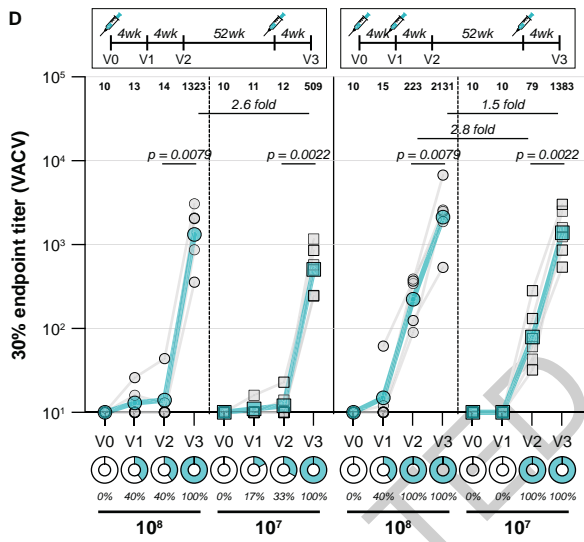 D
4wk 4wk 52wk 4wk
V0 V1 V2 V3
4wk 4wk 52wk 4wk
V0 V1 V2 V3
30% endpoint titer (VACV)
10⁵
10⁴
10³
10²
10¹
10 13 14 1323 10 11 12 509 10 15 223 2131 10 10 79 1383
2.6 fold
1.5 fold
2.8 fold
p = 0.0079 p = 0.0022 p = 0.0079 p = 0.0022
V0 V1 V2 V3 V0 V1 V2 V3 V0 V1 V2 V3 V0 V1 V2 V3
0% 40% 40% 100% 0% 17% 33% 100% 0% 40% 100% 100% 0% 0% 100% 100%
10⁸ 10⁷ 10⁸ 10⁷
TED